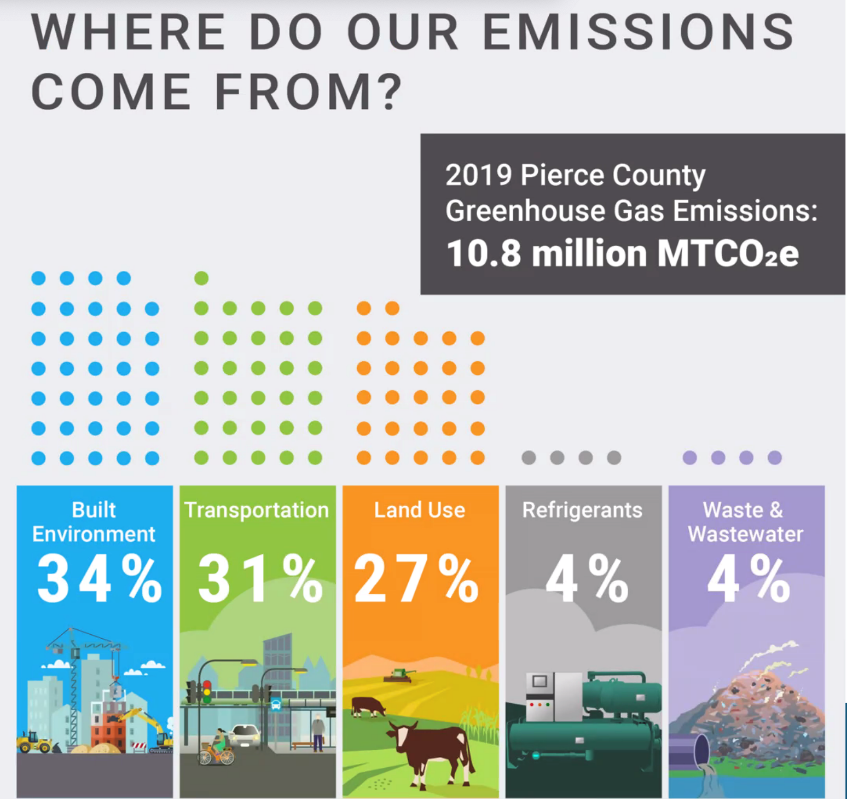 WHERE DO OUR EMISSIONS
COME FROM?
2019 Pierce County
Greenhouse Gas Emissions:
10.8 million MTCO₂e
Built
Environment
34%
Transportation
31%
Land Use
27%
Refrigerants
4%
Waste &
Wastewater
4%